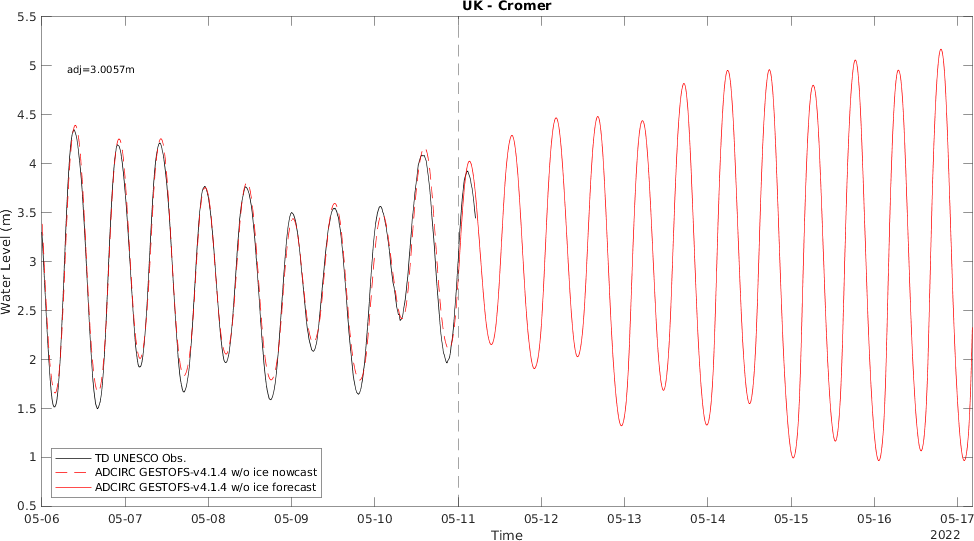 UK - Cromer
5.5
5
4.5
4
3.5
3
2.5
2
1.5
1
0.5
Water Level (m)
adj=3.0057m
TD UNESCO Obs.
ADCIRC GESTOFS-v4.1.4 w/o ice nowcast
ADCIRC GESTOFS-v4.1.4 w/o ice forecast
05-06 05-07 05-08 05-09 05-10 05-11 05-12 05-13 05-14 05-15 05-16 05-17
Time
2022